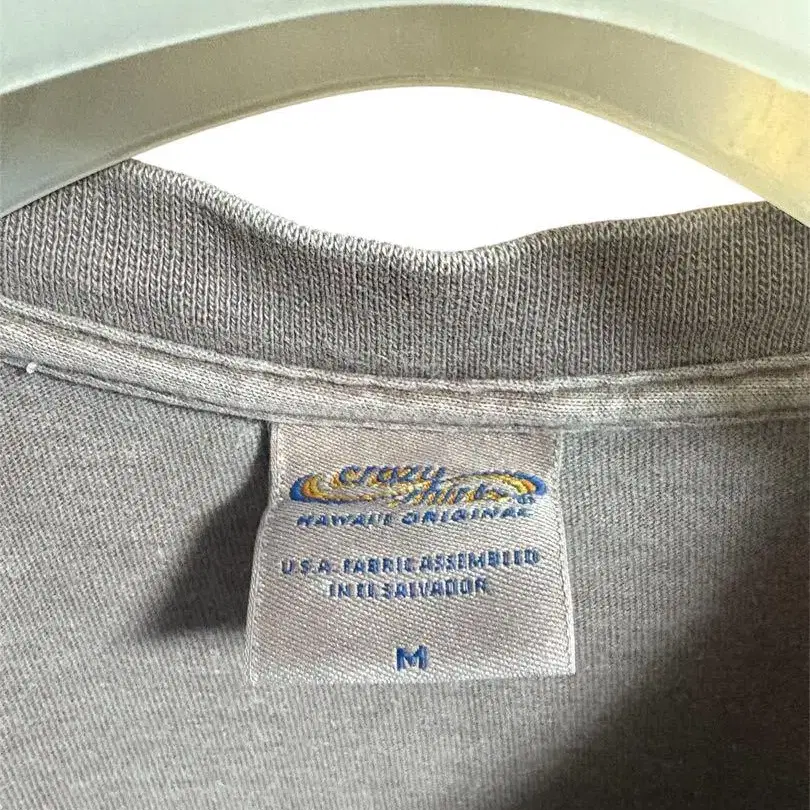 crazy
shirts
HAWAII ORIGINAL
U.S.A. FABRIC ASSEMBLED
IN EL SALVADOR
M